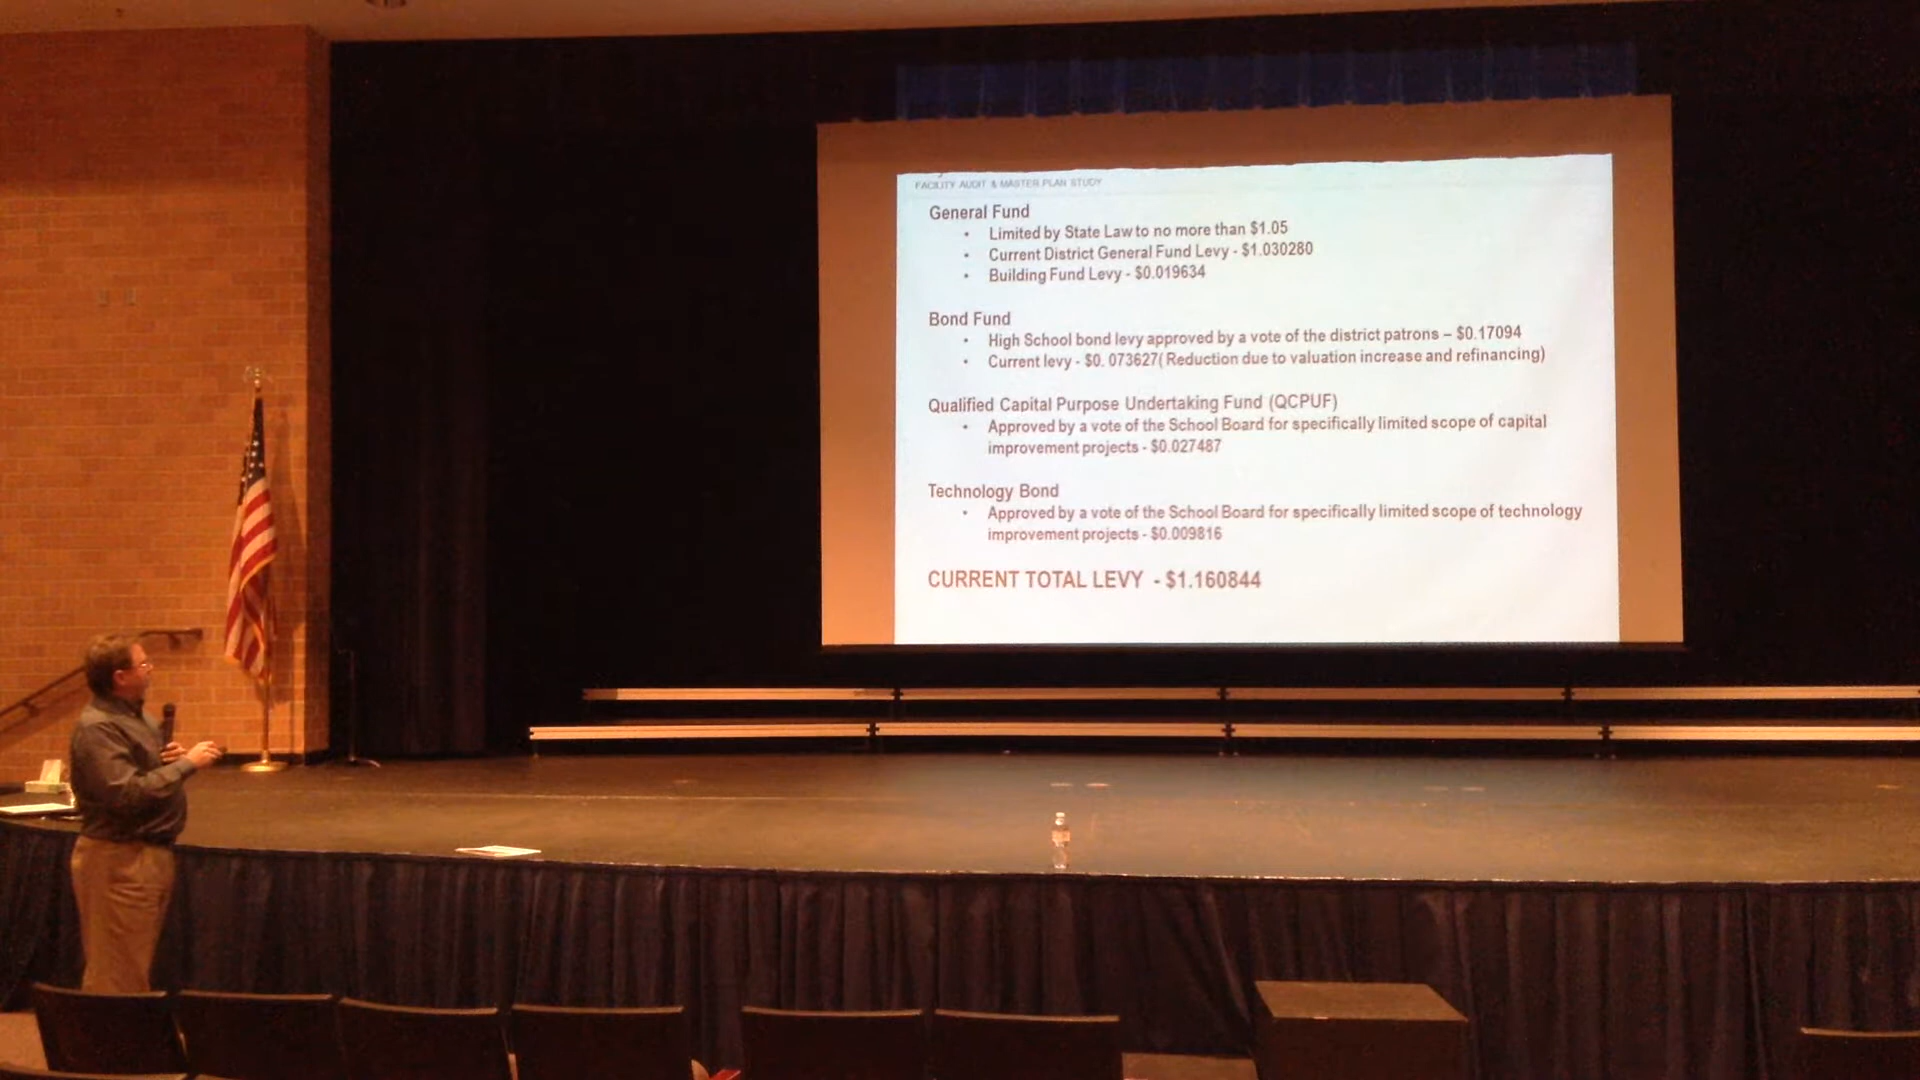 FACILITY AUDIT & MASTER PLAN STUDY
General Fund
• Limited by State Law to no more than $1.05
• Current District General Fund Levy - $1.030280
• Building Fund Levy - $0.019634
Bond Fund
• High School bond levy approved by a vote of the district patrons – $0.17094
• Current levy - $0. 073627( Reduction due to valuation increase and refinancing)
Qualified Capital Purpose Undertaking Fund (QCPUF)
• Approved by a vote of the School Board for specifically limited scope of capital
improvement projects - $0.027487
Technology Bond
• Approved by a vote of the School Board for specifically limited scope of technology
improvement projects - $0.009816
CURRENT TOTAL LEVY - $1.160844